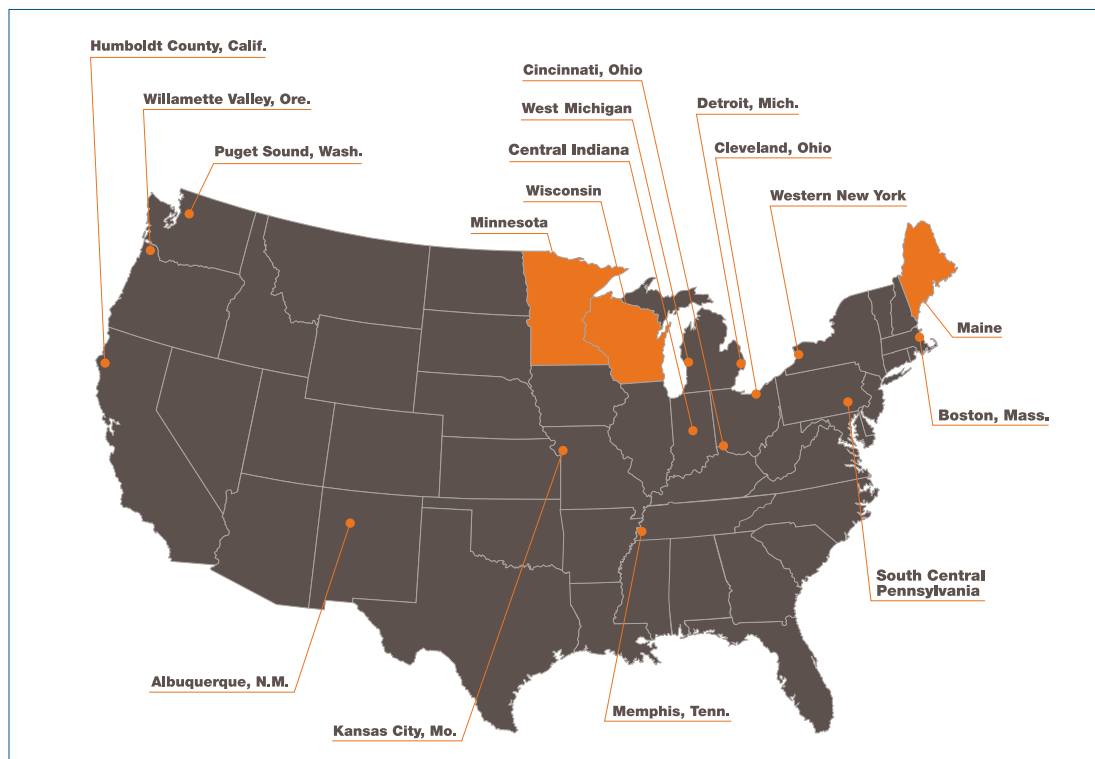 Humboldt County, Calif.
Willamette Valley, Ore.
Puget Sound, Wash.
Cincinnati, Ohio
West Michigan
Central Indiana
Wisconsin
Minnesota
Detroit, Mich.
Cleveland, Ohio
Western New York
Maine
Boston, Mass.
South Central
Pennsylvania
Albuquerque, N.M.
Kansas City, Mo.
Memphis, Tenn.